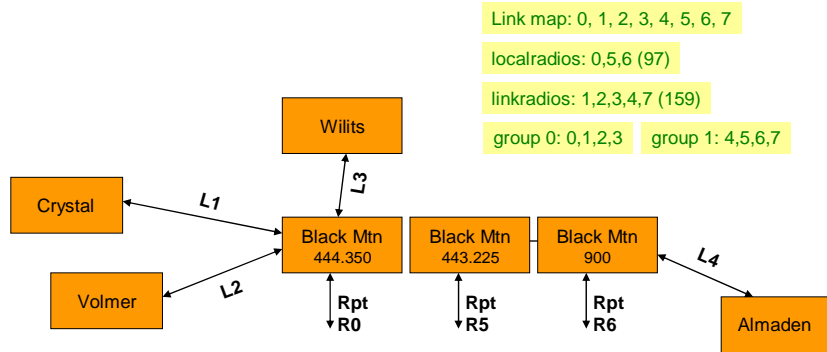 Link map: 0, 1, 2, 3, 4, 5, 6, 7
localradios: 0,5,6 (97)
linkradios: 1,2,3,4,7 (159)
group 0: 0,1,2,3
group 1: 4,5,6,7
Wilits
L3
Crystal
L1
Black Mtn
444.350
Black Mtn
443.225
Black Mtn
900
L4
L2
Volmer
Rpt
R0
Rpt
R5
Rpt
R6
Almaden